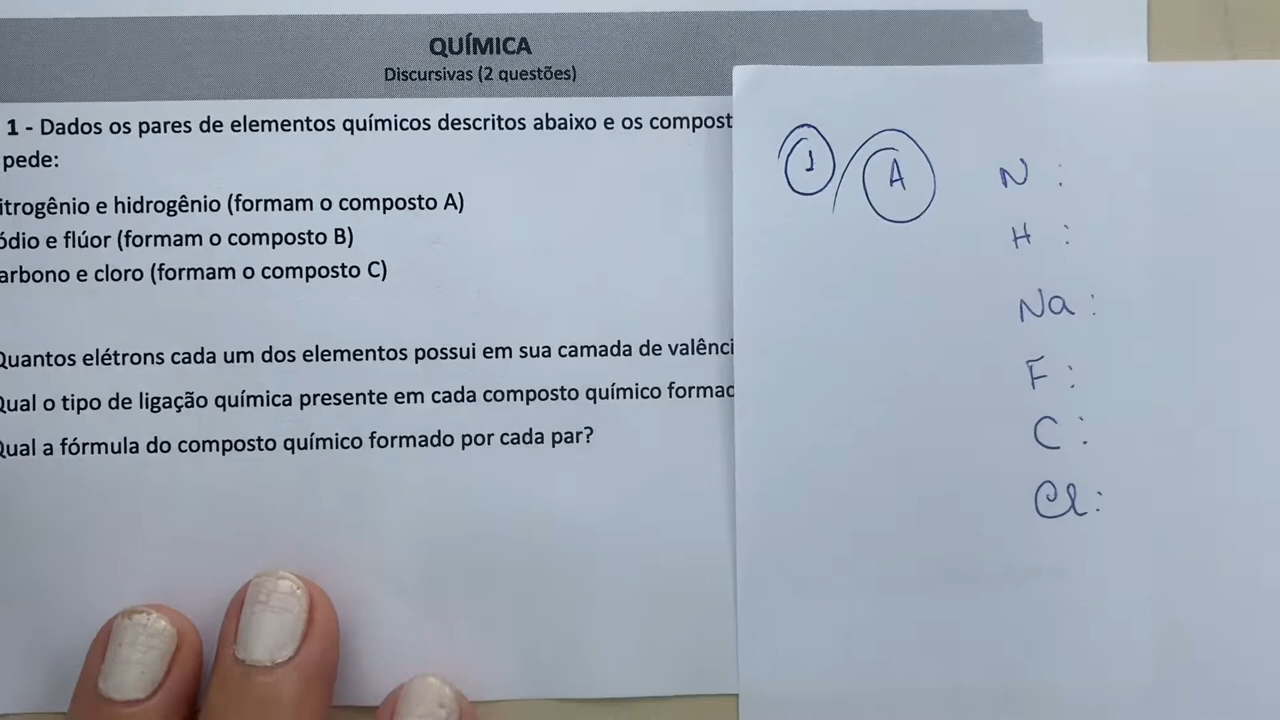 QUÍMICA
Discursivas (2 questões)
1 - Dados os pares de elementos químicos descritos abaixo e os compost
pede:
itrogênio e hidrogênio (formam o composto A)
ódio e flúor (formam o composto B)
arbono e cloro (formam o composto C)
Quantos elétrons cada um dos elementos possui em sua camada de valênci
Qual o tipo de ligação química presente em cada composto químico formad
Qual a fórmula do composto químico formado por cada par?
1 / A
N :
H :
Na :
F :
C :
Cl :